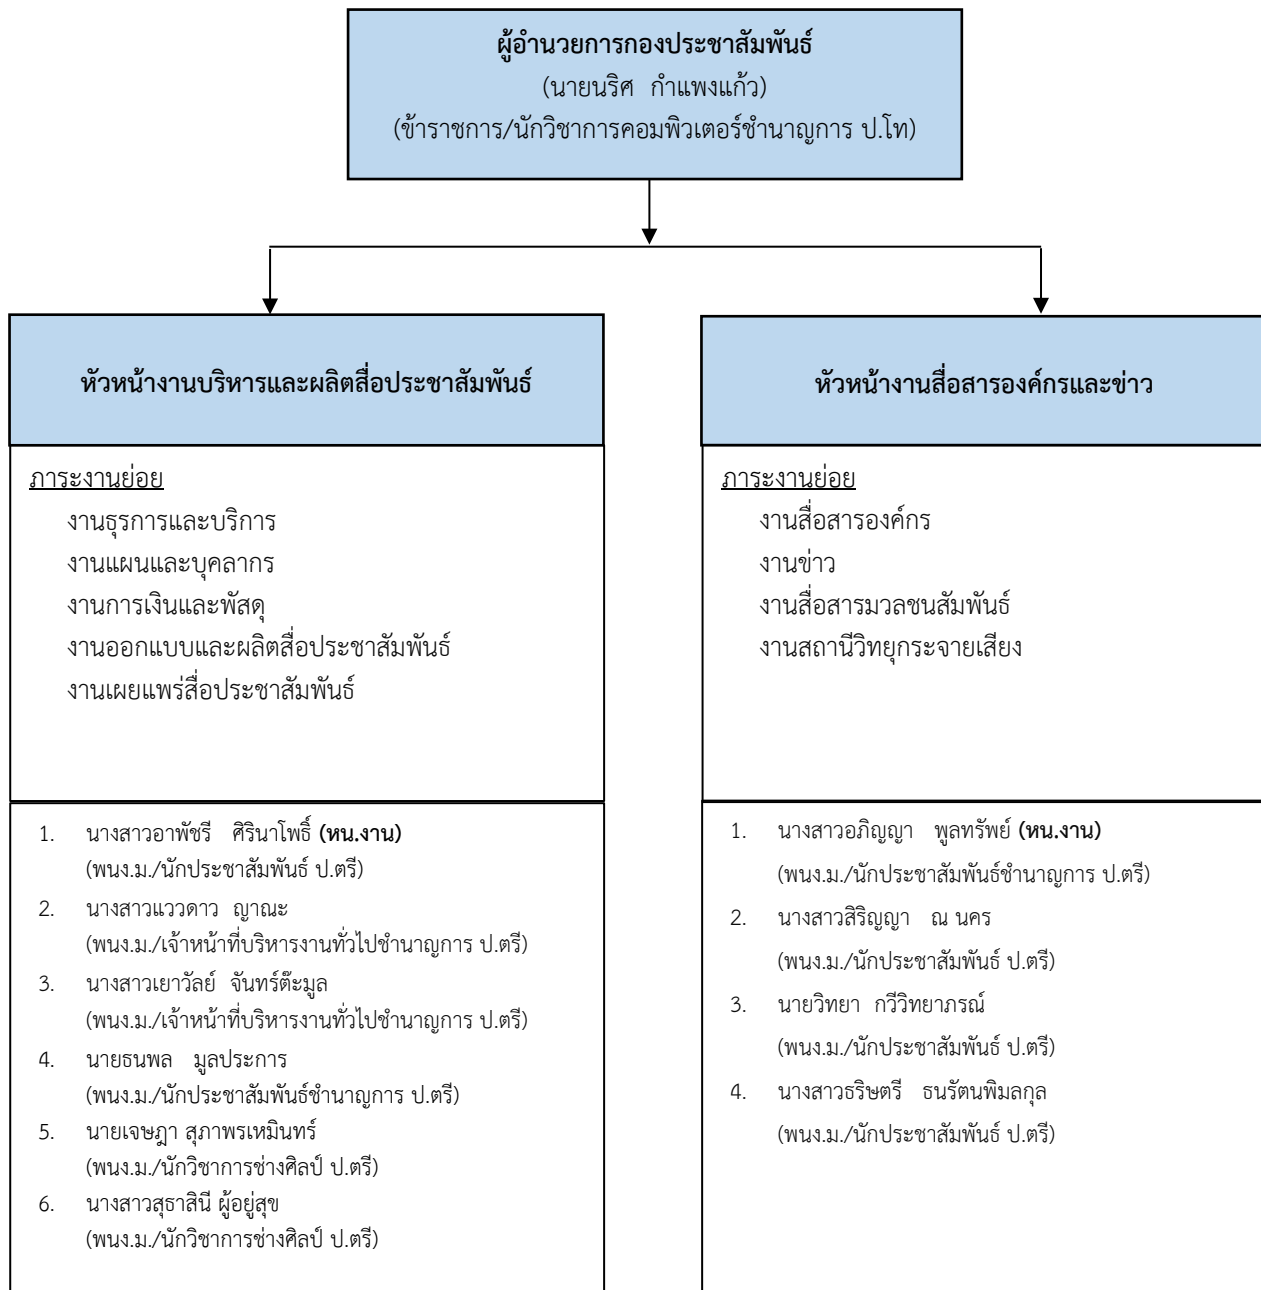 ผู้อำนวยการกองประชาสัมพันธ์
(นายนริศ กำแพงแก้ว)
(ข้าราชการ/นักวิชาการคอมพิวเตอร์ชำนาญการ ป.โท)
หัวหน้างานบริหารและผลิตสื่อประชาสัมพันธ์
ภาระงานย่อย
งานธุรการและบริการ
งานแผนและบุคลากร
งานการเงินและพัสดุ
งานออกแบบและผลิตสื่อประชาสัมพันธ์
งานเผยแพร่สื่อประชาสัมพันธ์
1. นางสาวอาพัชรี ศิรินาโพธิ์ (หน.งาน)
(พนง.ม./นักประชาสัมพันธ์ ป.ตรี)
2. นางสาวแววดาว ญาณะ
(พนง.ม./เจ้าหน้าที่บริหารงานทั่วไปชำนาญการ ป.ตรี)
3. นางสาวเยาวัลย์ จันทร์ต๊ะมูล
(พนง.ม./เจ้าหน้าที่บริหารงานทั่วไปชำนาญการ ป.ตรี)
4. นายธนพล มูลประการ
(พนง.ม./นักประชาสัมพันธ์ชำนาญการ ป.ตรี)
5. นายเจษฎา สุภาพรเหมินทร์
(พนง.ม./นักวิชาการช่างศิลป์ ป.ตรี)
6. นางสาวสุธาสินี ผู้อยู่สุข
(พนง.ม./นักวิชาการช่างศิลป์ ป.ตรี)
หัวหน้างานสื่อสารองค์กรและข่าว
ภาระงานย่อย
งานสื่อสารองค์กร
งานข่าว
งานสื่อสารมวลชนสัมพันธ์
งานสถานีวิทยุกระจายเสียง
1. นางสาวอภิญญา พูลทรัพย์ (หน.งาน)
(พนง.ม./นักประชาสัมพันธ์ชำนาญการ ป.ตรี)
2. นางสาวสิริญญา ณ นคร
(พนง.ม./นักประชาสัมพันธ์ ป.ตรี)
3. นายวิทยา กวีวิทยาภรณ์
(พนง.ม./นักประชาสัมพันธ์ ป.ตรี)
4. นางสาวธริษตรี ธนรัตนพิมลกุล
(พนง.ม./นักประชาสัมพันธ์ ป.ตรี)